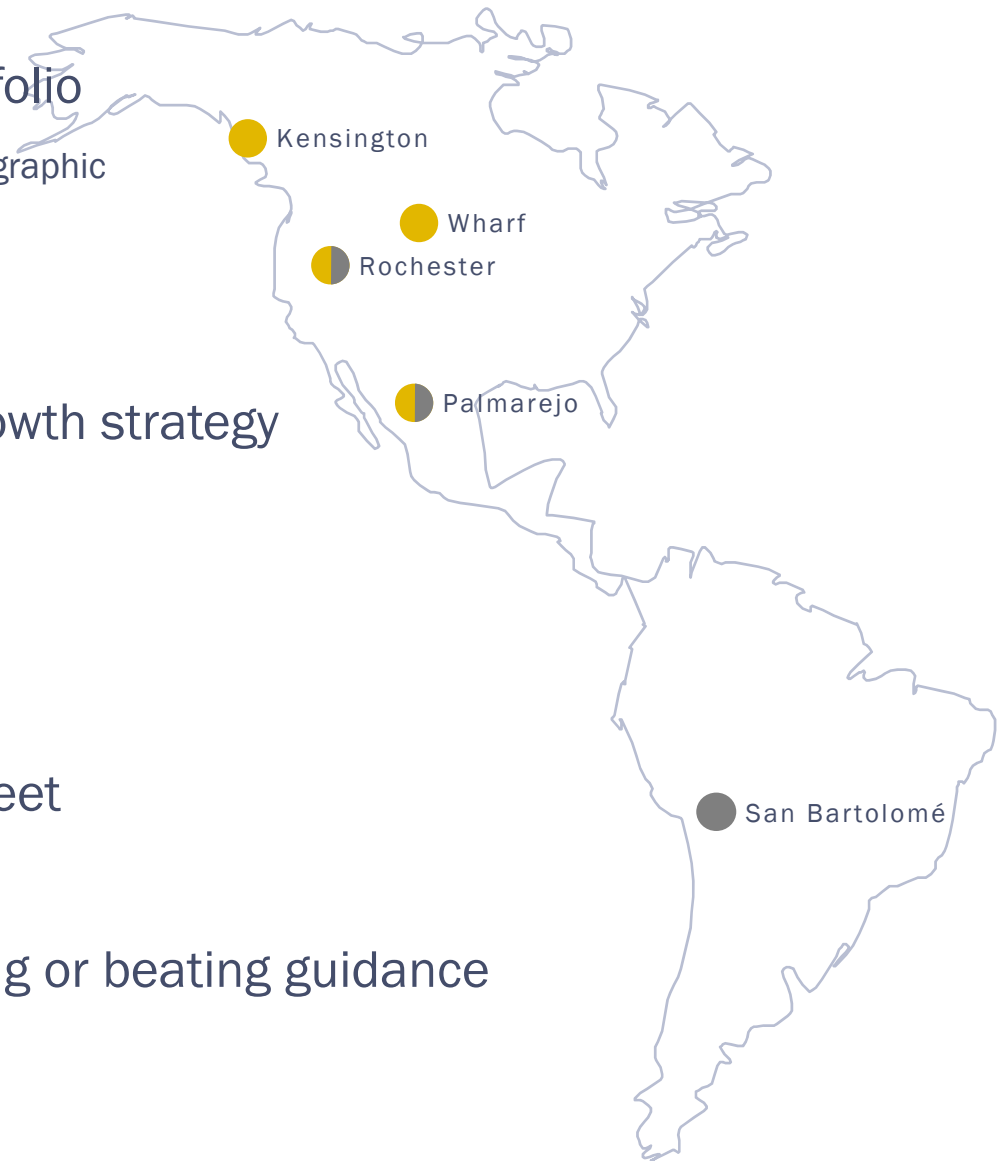 folio
Kensington
graphic
Wharf
Rochester
Palmarejo
owth strategy
eet
San Bartolomé
g or beating guidance